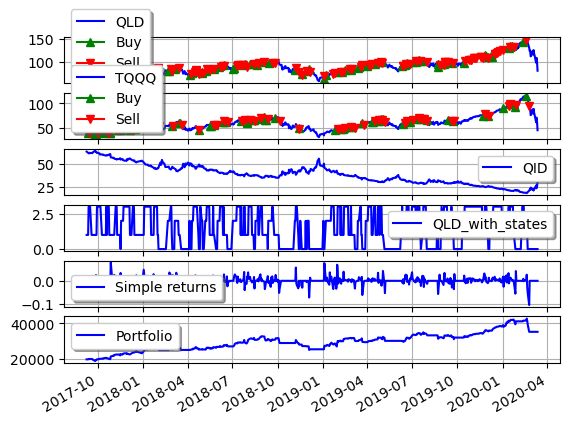 QLD
Buy
Sell
TQQQ
Buy
Sell
150
100
100
50
50
25
QID
2.5
0.0
QLD_with_states
0.0
−0.1
Simple returns
40000
20000
Portfolio
2017-10
2018-01
2018-04
2018-07
2018-10
2019-01
2019-04
2019-07
2019-10
2020-01
2020-04